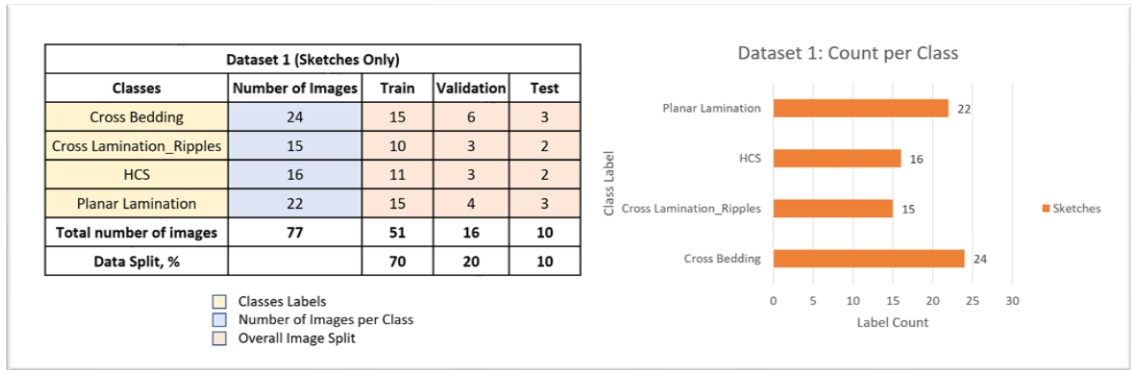 Dataset 1 (Sketches Only)
Classes Number of Images Train Validation Test
Cross Bedding 24 15 6 3
Cross Lamination_Ripples 15 10 3 2
HCS 16 11 3 2
Planar Lamination 22 15 4 3
Total number of images 77 51 16 10
Data Split, % 70 20 10
Classes Labels
Number of Images per Class
Overall Image Split
Dataset 1: Count per Class
Class Label
Planar Lamination 22
HCS 16
Cross Lamination_Ripples 15
Cross Bedding 24
0 5 10 15 20 25 30
Label Count
Sketches